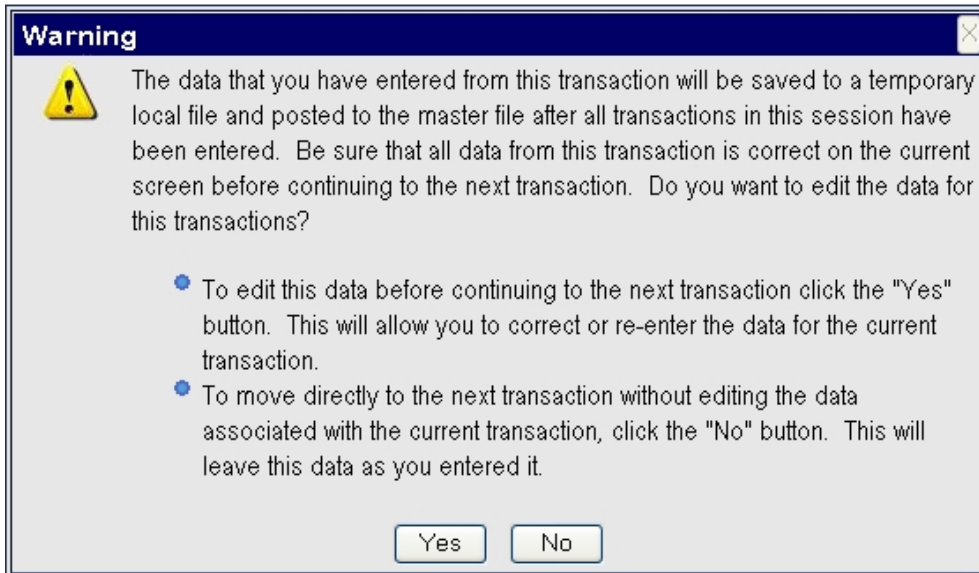 Warning
The data that you have entered from this transaction will be saved to a temporary
local file and posted to the master file after all transactions in this session have
been entered.  Be sure that all data from this transaction is correct on the current
screen before continuing to the next transaction.  Do you want to edit the data for
this transactions?
To edit this data before continuing to the next transaction click the "Yes"
button.  This will allow you to correct or re-enter the data for the current
transaction.
To move directly to the next transaction without editing the data
associated with the current transaction, click the "No" button.  This will
leave this data as you entered it.
Yes No